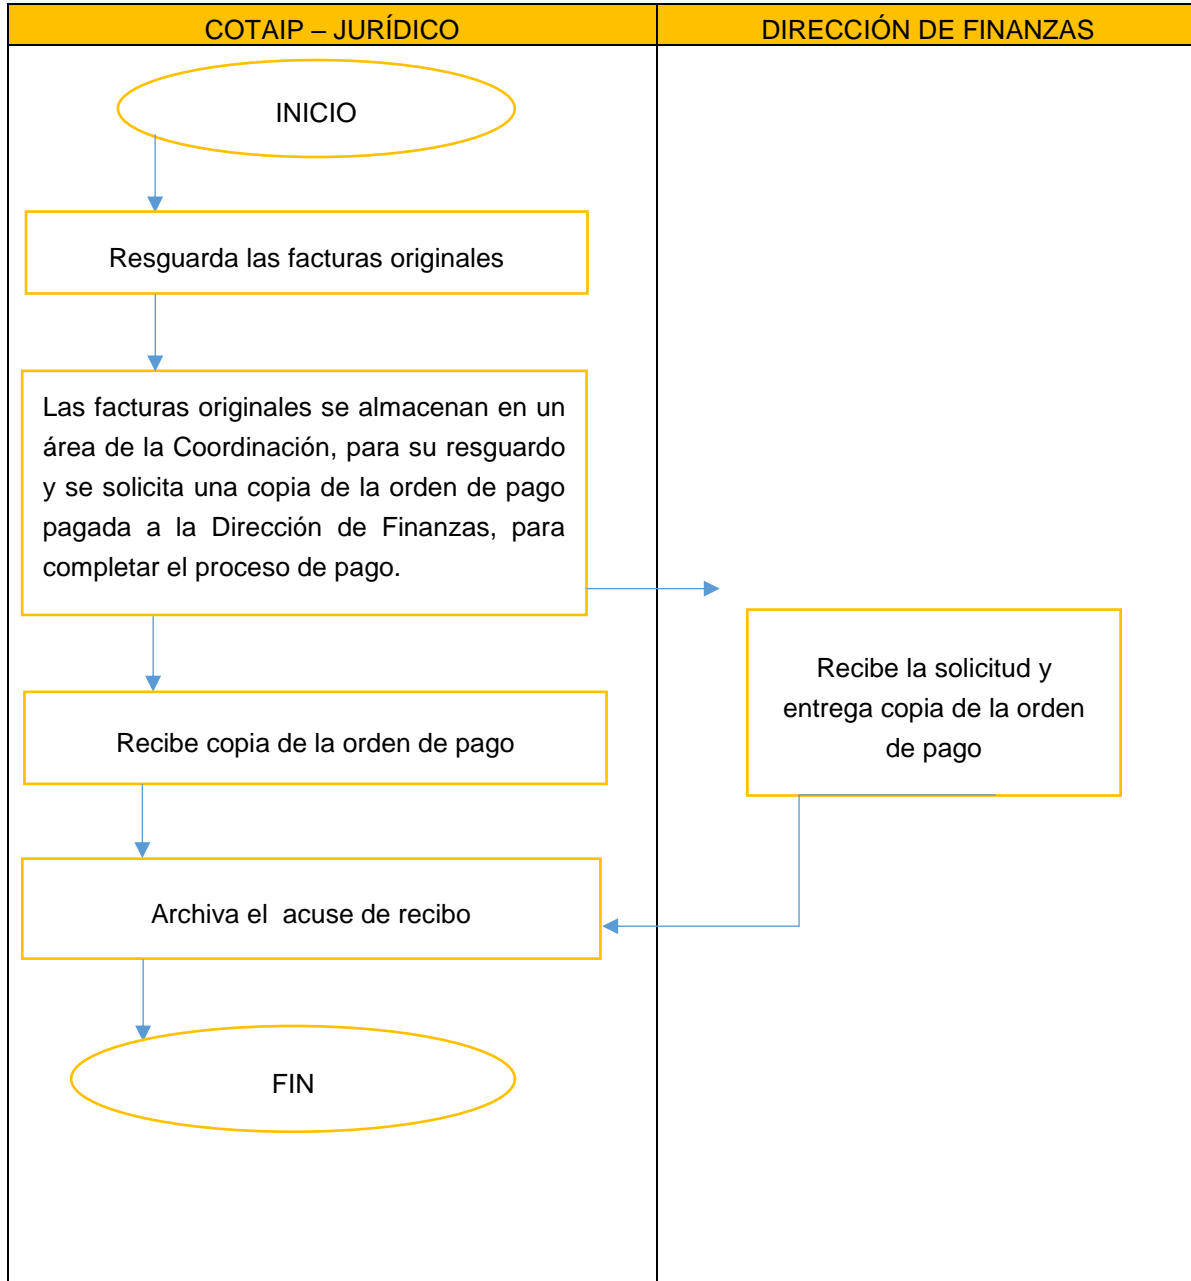 COTAIP – JURÍDICO
DIRECCIÓN DE FINANZAS
INICIO
Resguarda las facturas originales
Las facturas originales se almacenan en un
área de la Coordinación, para su resguardo
y se solicita una copia de la orden de pago
pagada a la Dirección de Finanzas, para
completar el proceso de pago.
Recibe la solicitud y
entrega copia de la orden
de pago
Recibe copia de la orden de pago
Archiva el  acuse de recibo
FIN